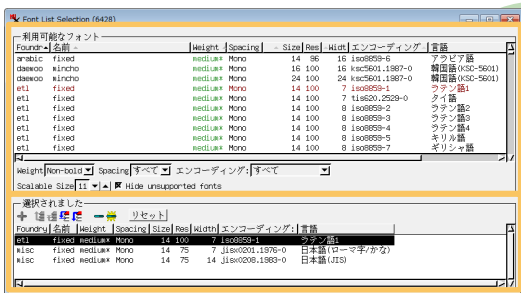 Font List Selection (6428)
利用可能なフォント
Foundr 名前 Weight Spacing Size Res Widt エンコーディング 言語
arabic fixed medium* Mono 14 96 16 iso8859-6 アラビア語
daewoo mincho medium* Mono 16 100 16 ksc5601.1987-0 韓国語(KSC-5601)
daewoo mincho medium* Mono 24 100 24 ksc5601.1987-0 韓国語(KSC-5601)
etl fixed medium* Mono 14 100 7 iso8859-1 ラテン語1
etl fixed medium* Mono 14 100 7 tis620.2529-0 タイ語
etl fixed medium* Mono 14 100 8 iso8859-2 ラテン語2
etl fixed medium* Mono 14 100 8 iso8859-3 ラテン語3
etl fixed medium* Mono 14 100 8 iso8859-4 ラテン語4
etl fixed medium* Mono 14 100 8 iso8859-5 キリル語
etl fixed medium* Mono 14 100 8 iso8859-7 ギリシャ語
Weight Non-bold Spacing すべて エンコーディング: すべて
Scalable Size 11 Hide unsupported fonts
選択されました
リセット
Foundry 名前 Weight Spacing Size Res Width エンコーディング: 言語
etl fixed medium* Mono 14 100 7 iso8859-1 ラテン語1
misc fixed medium* Mono 14 75 7 jisx0201.1976-0 日本語(ローマ字/かな)
misc fixed medium* Mono 14 75 14 jisx0208.1983-0 日本語(JIS)